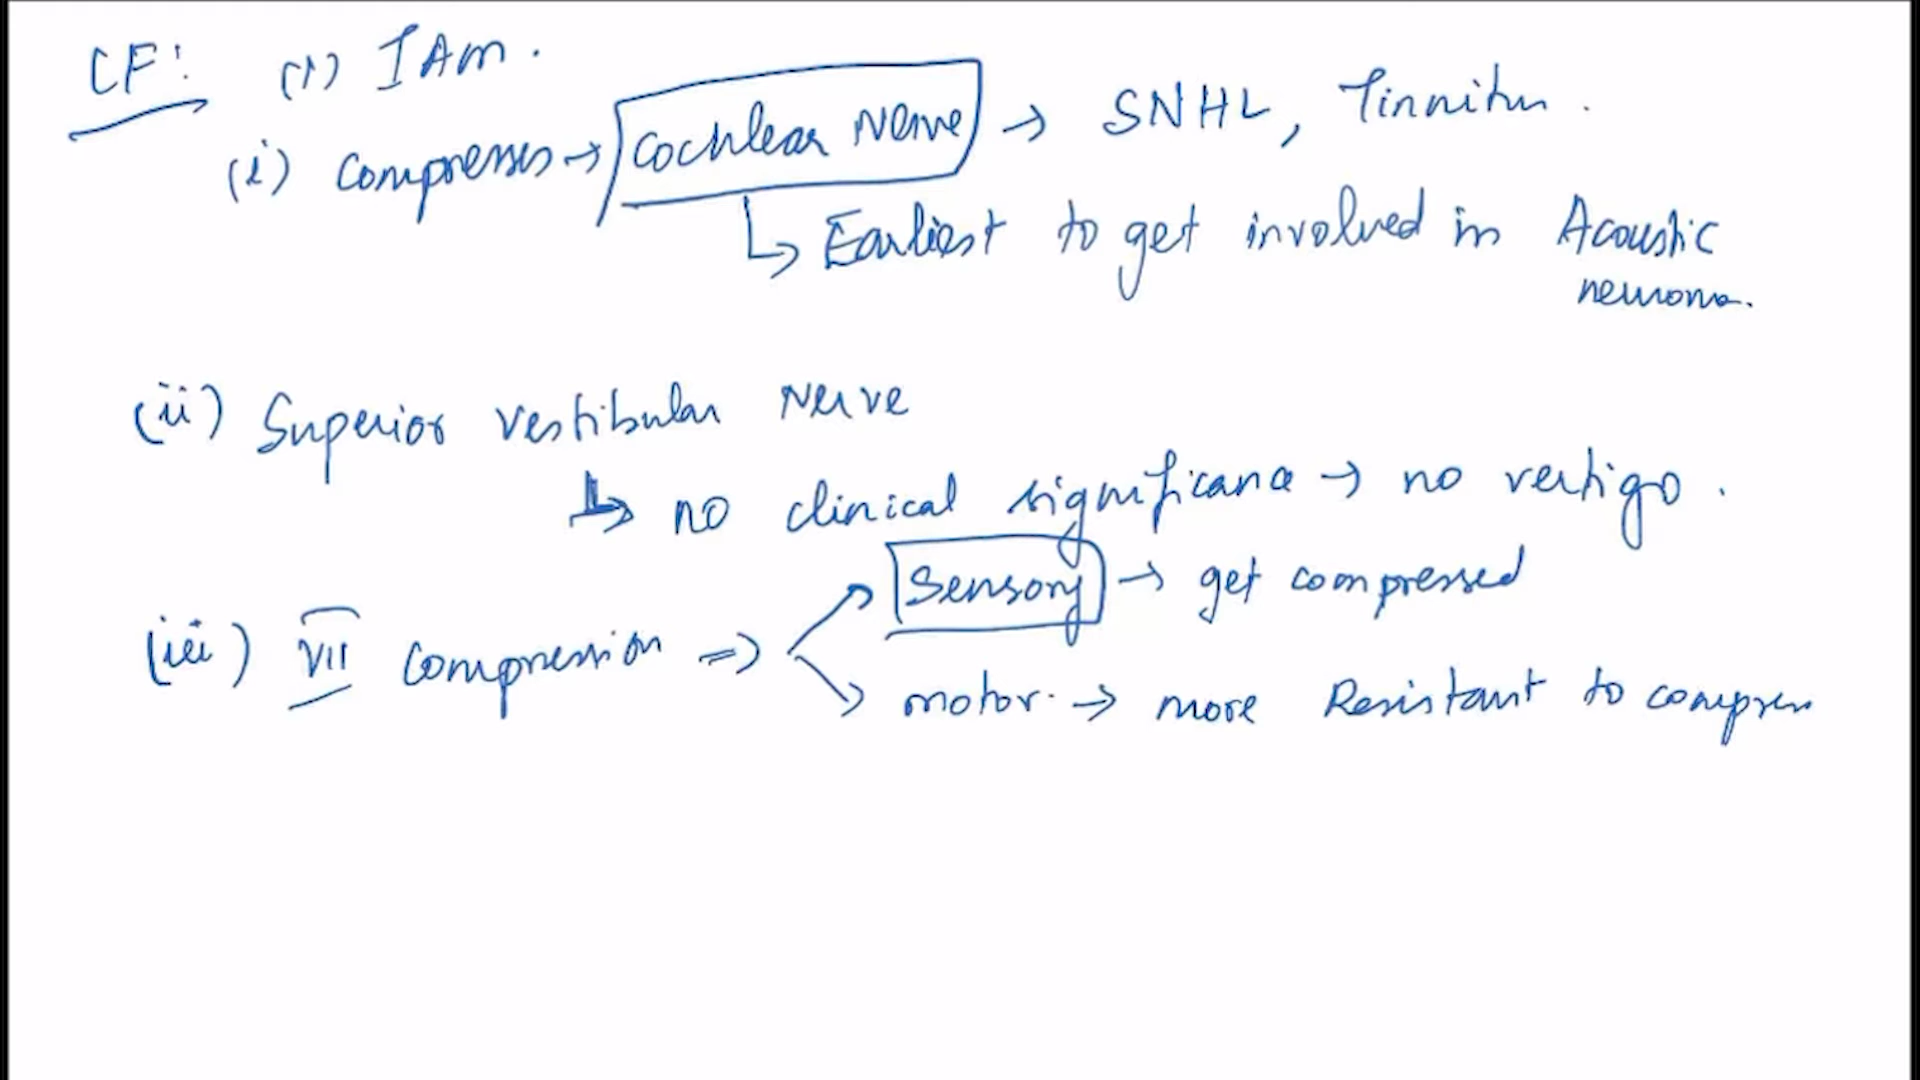 CF: (1) IAM.
(i) compresses → Cochlear Nerve → SNHL, Tinnitus.
↳ Earliest to get involved in Acoustic
neuroma.
(ii) Superior vestibular Nerve
↳ no clinical significance → no vertigo.
Sensory → get compressed
(iii) VII compression ⇒
motor → more Resistant to compress